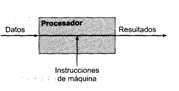 Procesador
Datos
Resultados
Instrucciones
de máquina